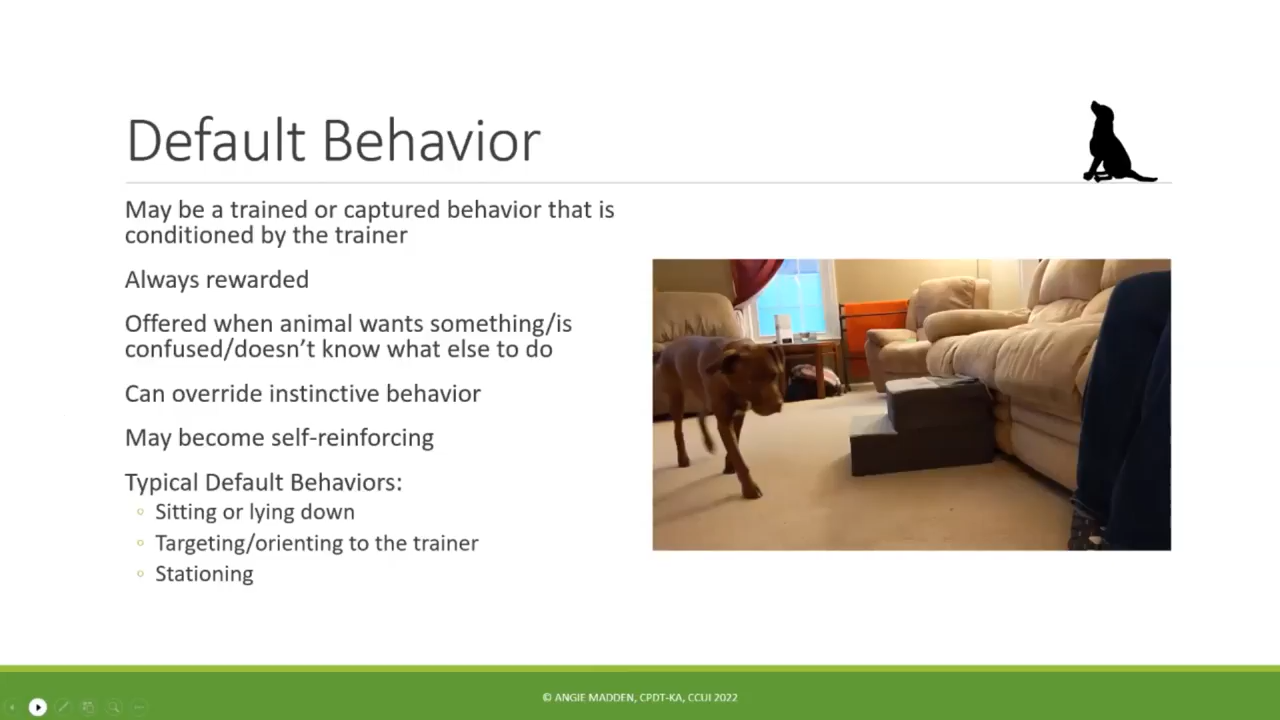 Default Behavior
May be a trained or captured behavior that is
conditioned by the trainer
Always rewarded
Offered when animal wants something/is
confused/doesn't know what else to do
Can override instinctive behavior
May become self-reinforcing
Typical Default Behaviors:
Sitting or lying down
Targeting/orienting to the trainer
Stationing
© ANGIE MADDEN, CPDT-KA, CCUI 2022